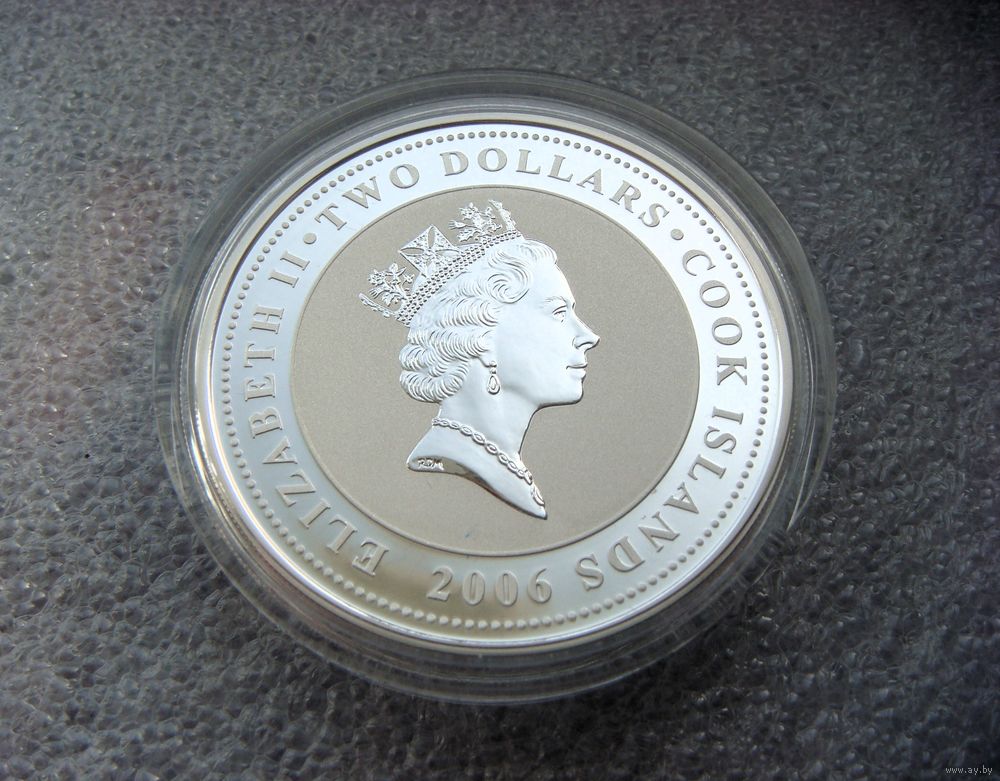 ELIZABETH II • TWO DOLLARS • COOK ISLANDS
2006
RDM
www.ay.by